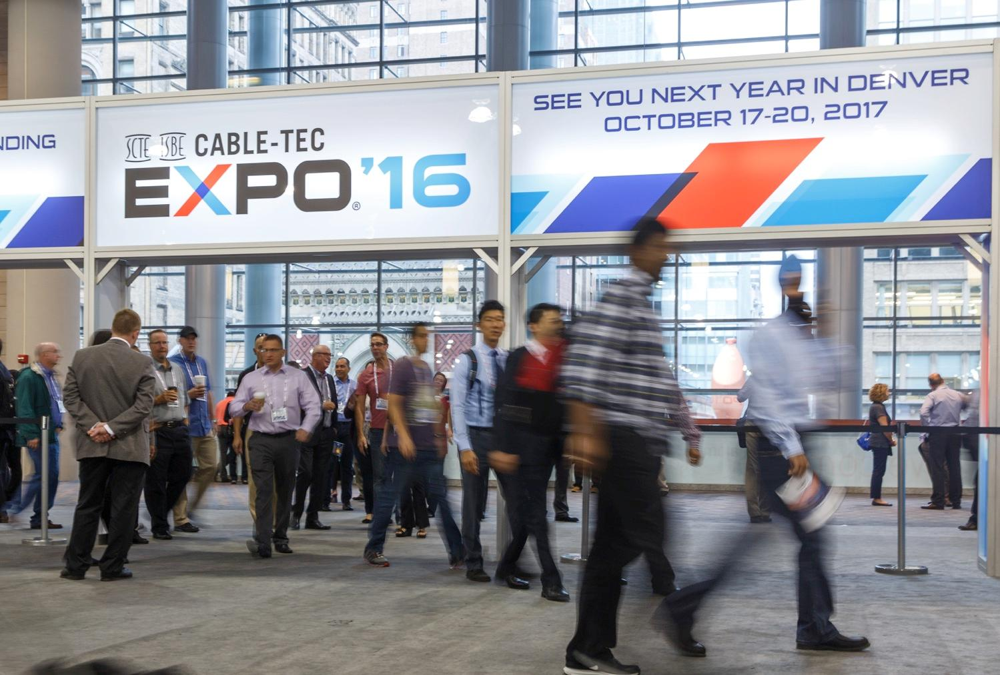 NDING
SCTE ISBE CABLE-TEC
EXPO®'16
SEE YOU NEXT YEAR IN DENVER
OCTOBER 17-20, 2017